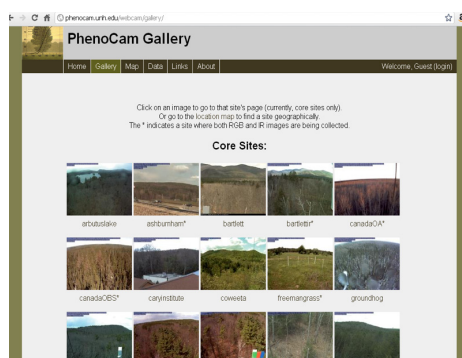 phenocam.unh.edu/webcam/gallery/
PhenoCam Gallery
Home Gallery Map Data Links About Welcome, Guest (login)
Click on an image to go to that site's page (currently, core sites only).
Or go to the location map to find a site geographically.
The * indicates a site where both RGB and IR images are being collected.
Core Sites:
arbutuslake ashburnham* bartlett bartlettir* canadaOA*
canadaOBS* caryinstitute coweeta freemangrass* groundhog